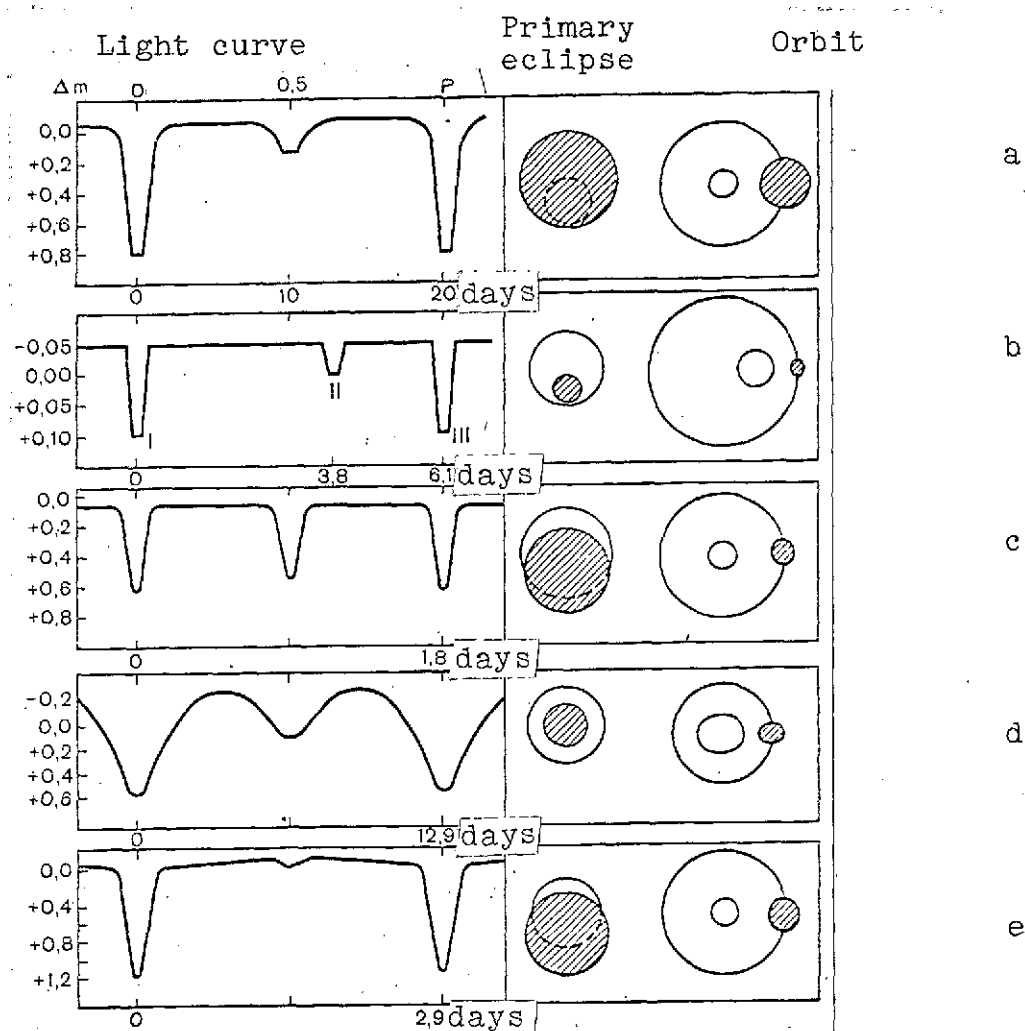 Light curve
Primary eclipse
Orbit
Δm 0 0,5 P
0,0
+0,2
+0,4
+0,6
+0,8
0 10 20 days
a
-0,05
0,00
+0,05
+0,10
I II III
0 3,8 6,1 days
b
0,0
+0,2
+0,4
+0,6
+0,8
0 1,8 days
c
-0,2
0,0
+0,2
+0,4
+0,6
0 12,9 days
d
0,0
+0,4
+0,8
+1,2
0 2,9 days
e